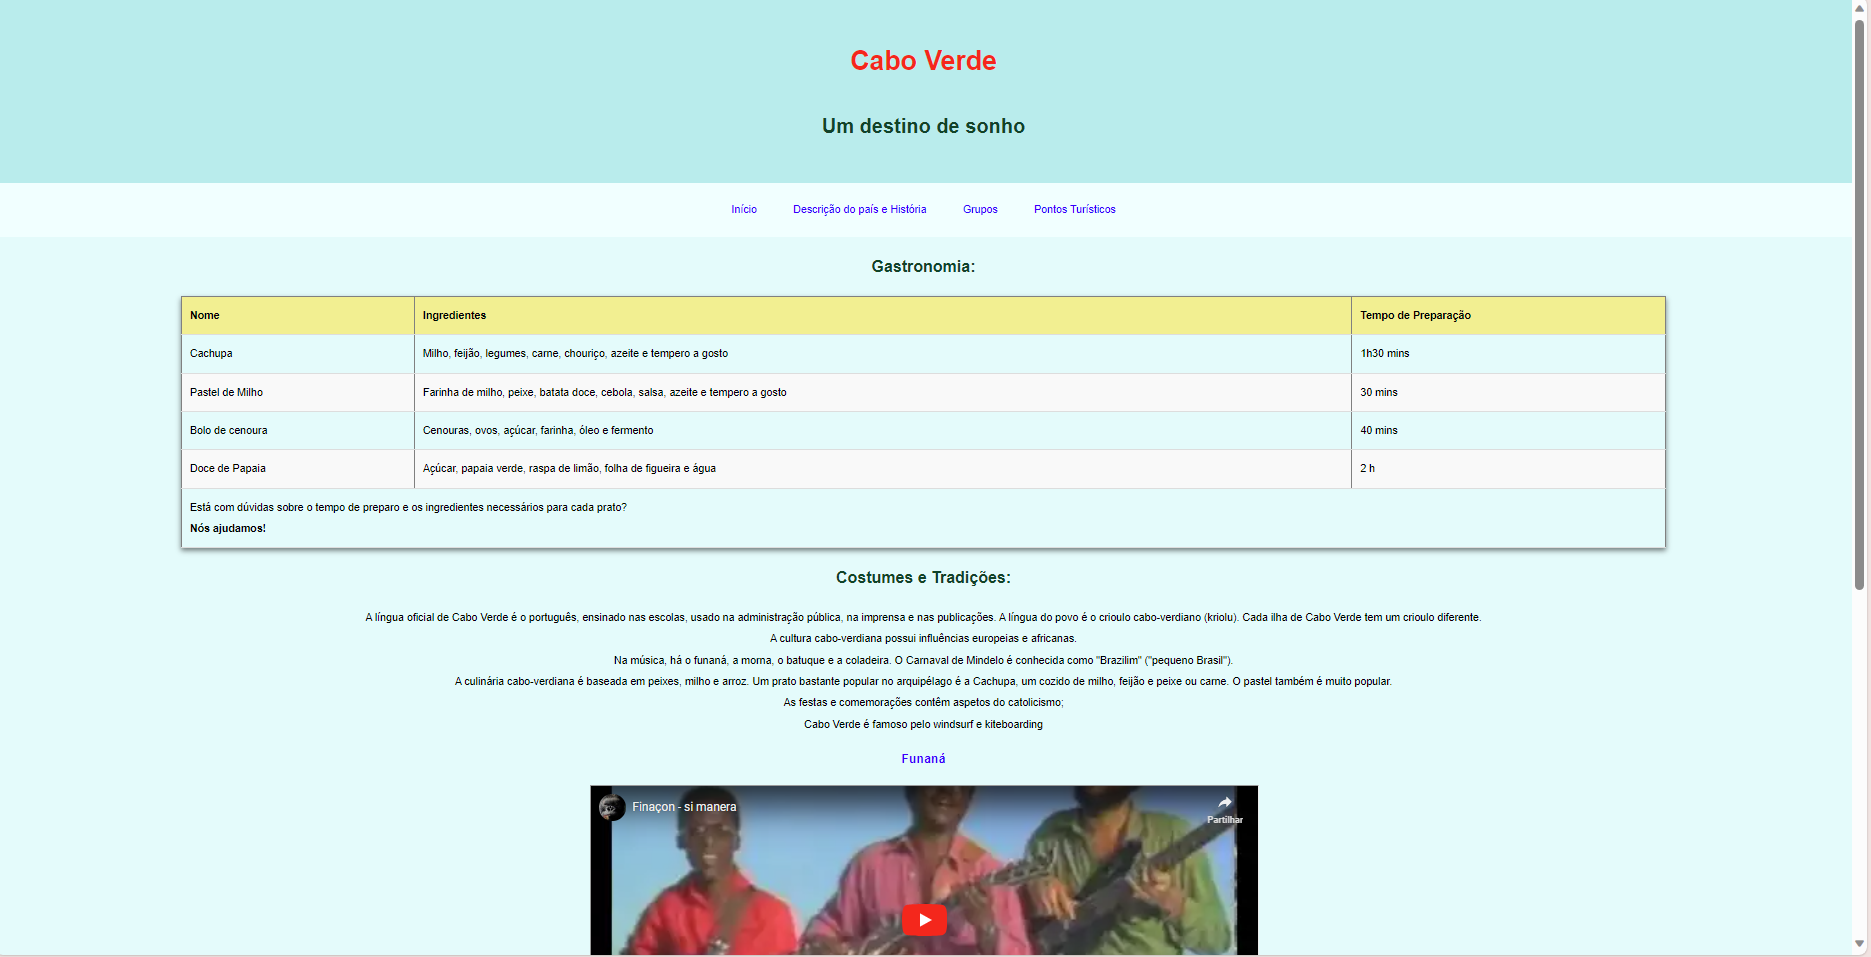 Cabo Verde
Um destino de sonho
Início Descrição do país e História Grupos Pontos Turísticos
Gastronomia:
Nome Ingredientes Tempo de Preparação
Cachupa Milho, feijão, legumes, carne, chouriço, azeite e tempero a gosto 1h30 mins
Pastel de Milho Farinha de milho, peixe, batata doce, cebola, salsa, azeite e tempero a gosto 30 mins
Bolo de cenoura Cenouras, ovos, açúcar, farinha, óleo e fermento 40 mins
Doce de Papaia Açúcar, papaia verde, raspa de limão, folha de figueira e água 2 h
Está com dúvidas sobre o tempo de preparo e os ingredientes necessários para cada prato?
Nós ajudamos!
Costumes e Tradições:
A língua oficial de Cabo Verde é o português, ensinado nas escolas, usado na administração pública, na imprensa e nas publicações. A língua do povo é o crioulo cabo-verdiano (kriolu). Cada ilha de Cabo Verde tem um crioulo diferente.
A cultura cabo-verdiana possui influências europeias e africanas.
Na música, há o funaná, a morna, o batuque e a coladeira. O Carnaval de Mindelo é conhecida como "Brazilim" ("pequeno Brasil").
A culinária cabo-verdiana é baseada em peixes, milho e arroz. Um prato bastante popular no arquipélago é a Cachupa, um cozido de milho, feijão e peixe ou carne. O pastel também é muito popular.
As festas e comemorações contêm aspetos do catolicismo;
Cabo Verde é famoso pelo windsurf e kiteboarding
Funaná
Finaçon - si manera
Partilhar